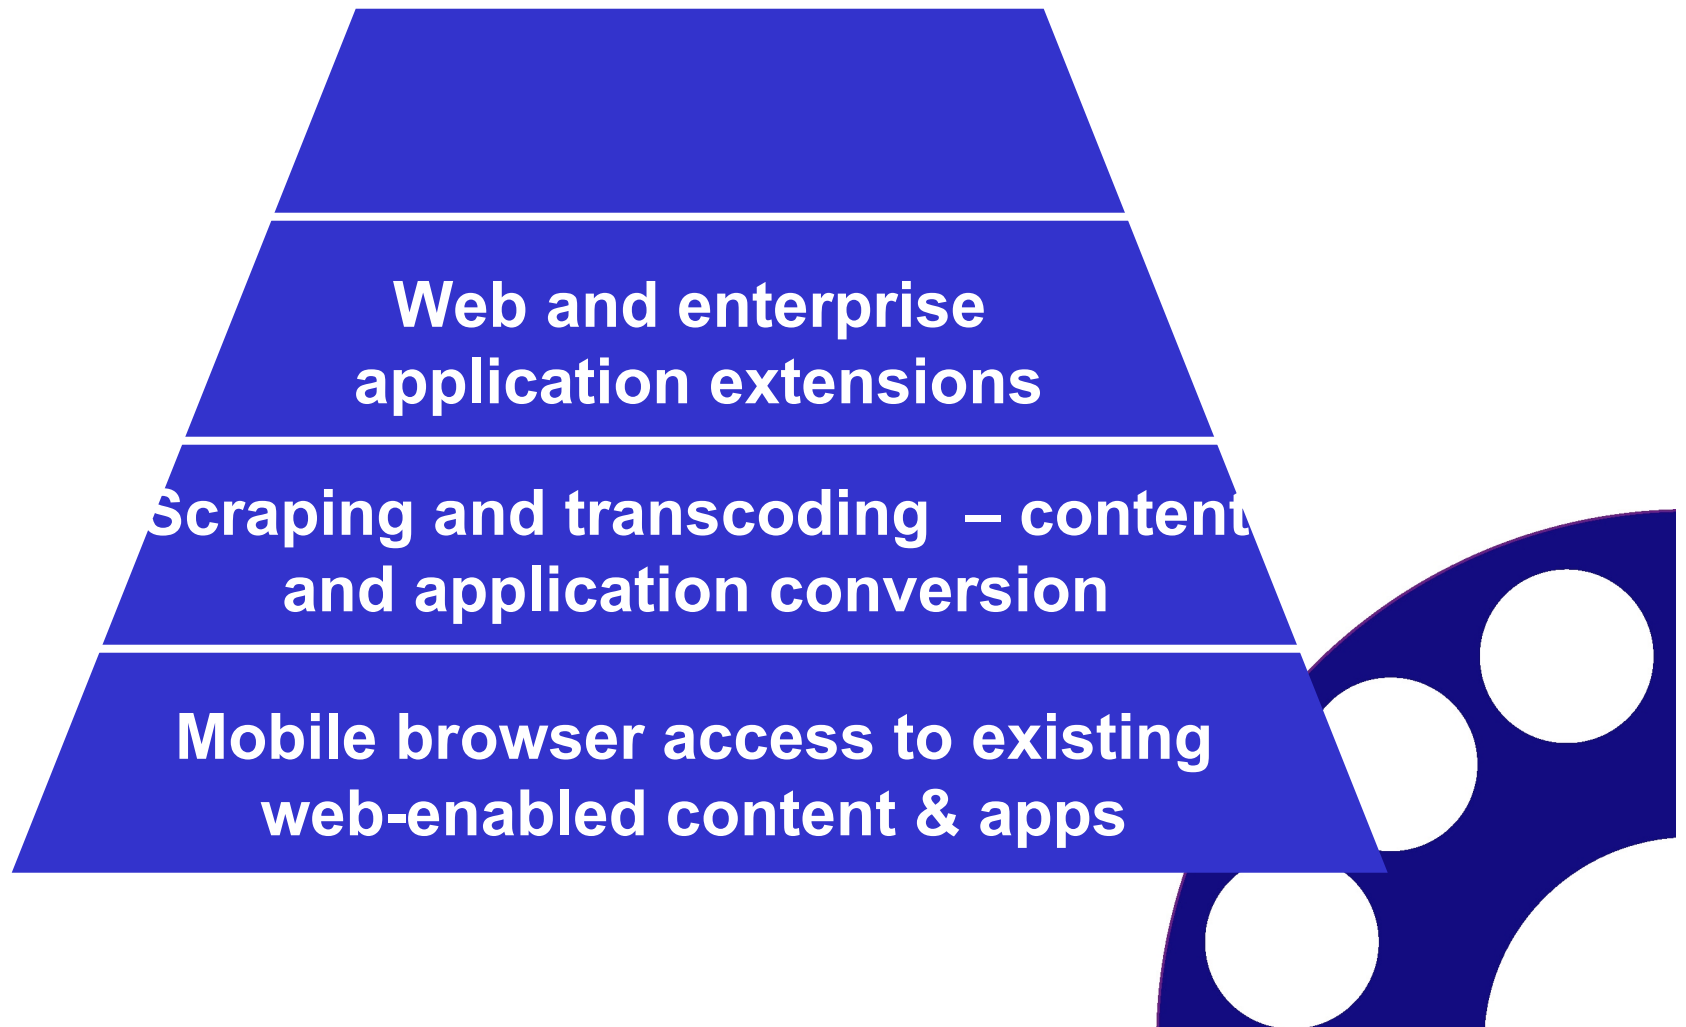 Web and enterprise
application extensions
Scraping and transcoding – content
and application conversion
Mobile browser access to existing
web-enabled content & apps